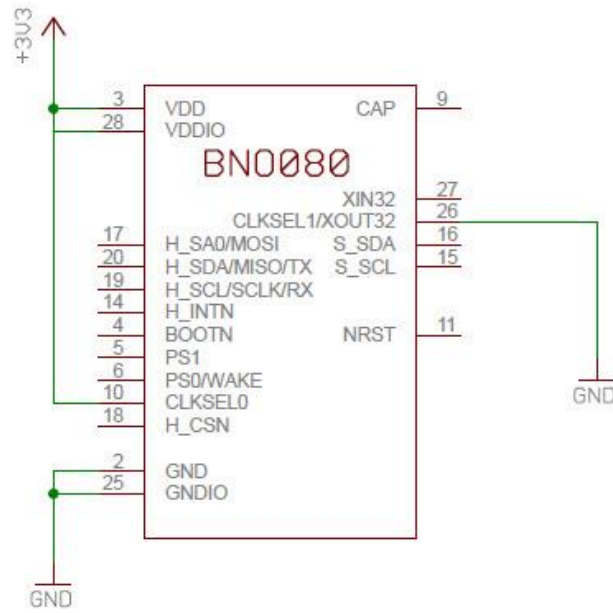 +3V3
3 VDD CAP 9
28 VDDIO
BNO080
XIN32 27
CLKSEL1/XOUT32 26
17 H_SA0/MOSI S_SDA 16
20 H_SDA/MISO/TX S_SCL 15
19 H_SCL/SCLK/RX
14 H_INTN
4 BOOTN NRST 11
5 PS1
6 PS0/WAKE
10 CLKSEL0
18 H_CSN
GND
2 GND
25 GNDIO
GND